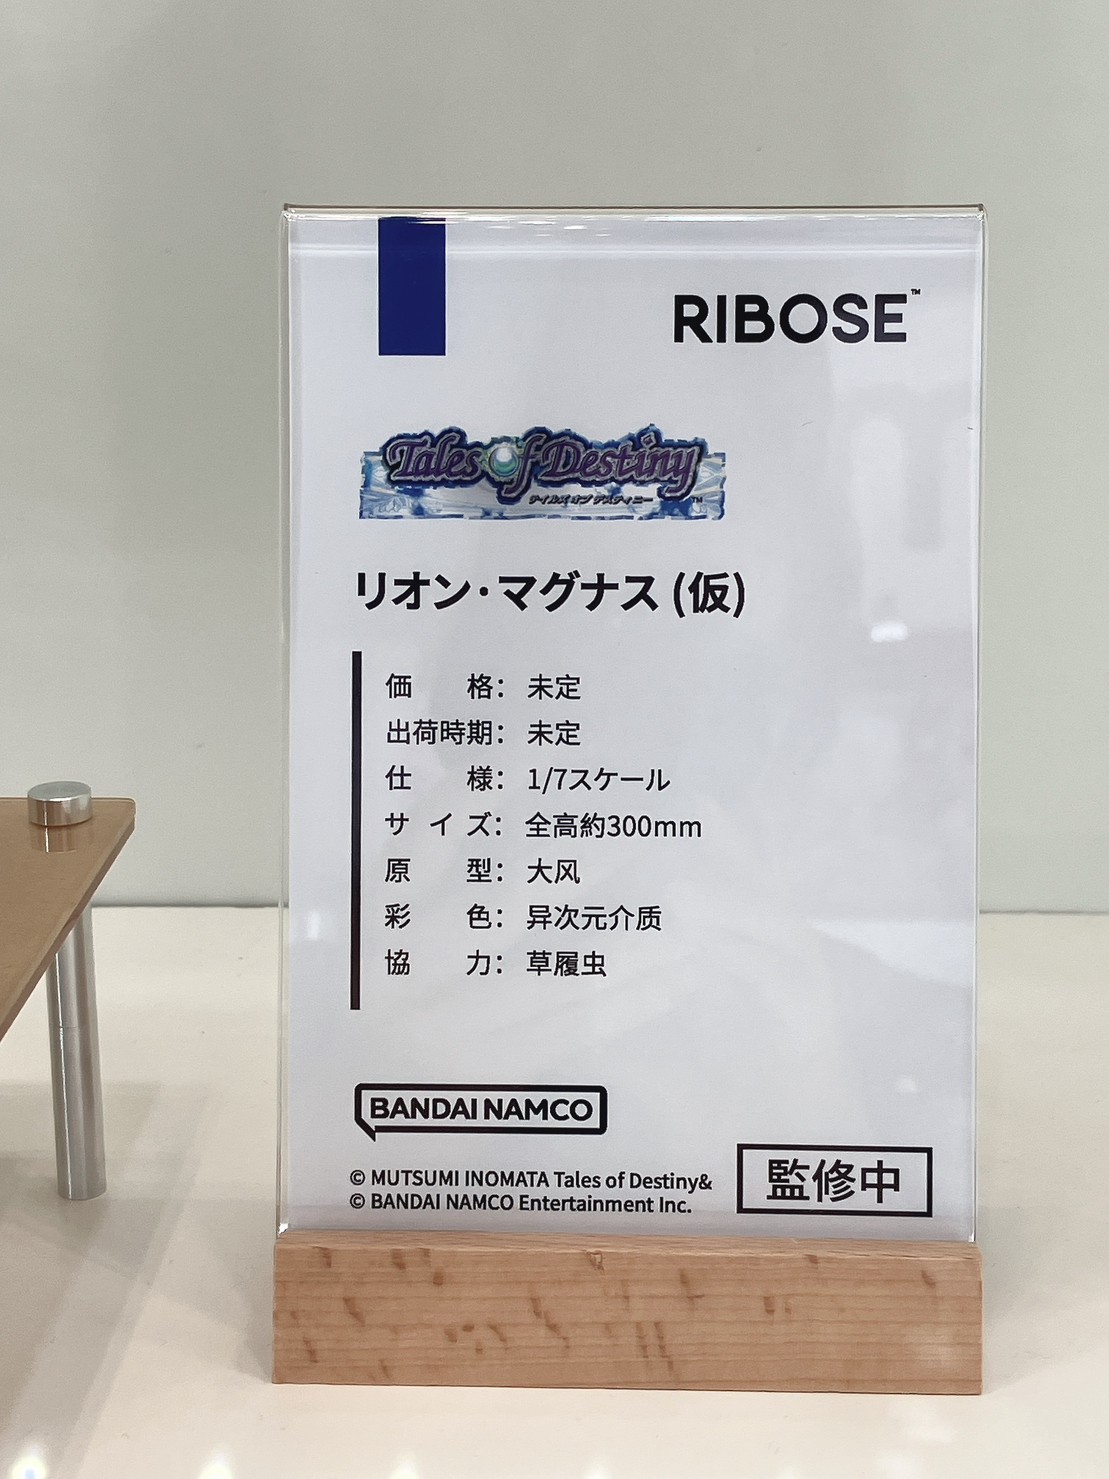 RIBOSE™
Tales of Destiny™
テイルズ オブ デスティニー
リオン・マグナス (仮)
価　　格： 未定
出荷時期： 未定
仕　　様： 1/7スケール
サ イ ズ： 全高約300mm
原　　型： 大风
彩　　色： 异次元介质
協　　力： 草履虫
BANDAI NAMCO
© MUTSUMI INOMATA Tales of Destiny&
© BANDAI NAMCO Entertainment Inc.
監修中